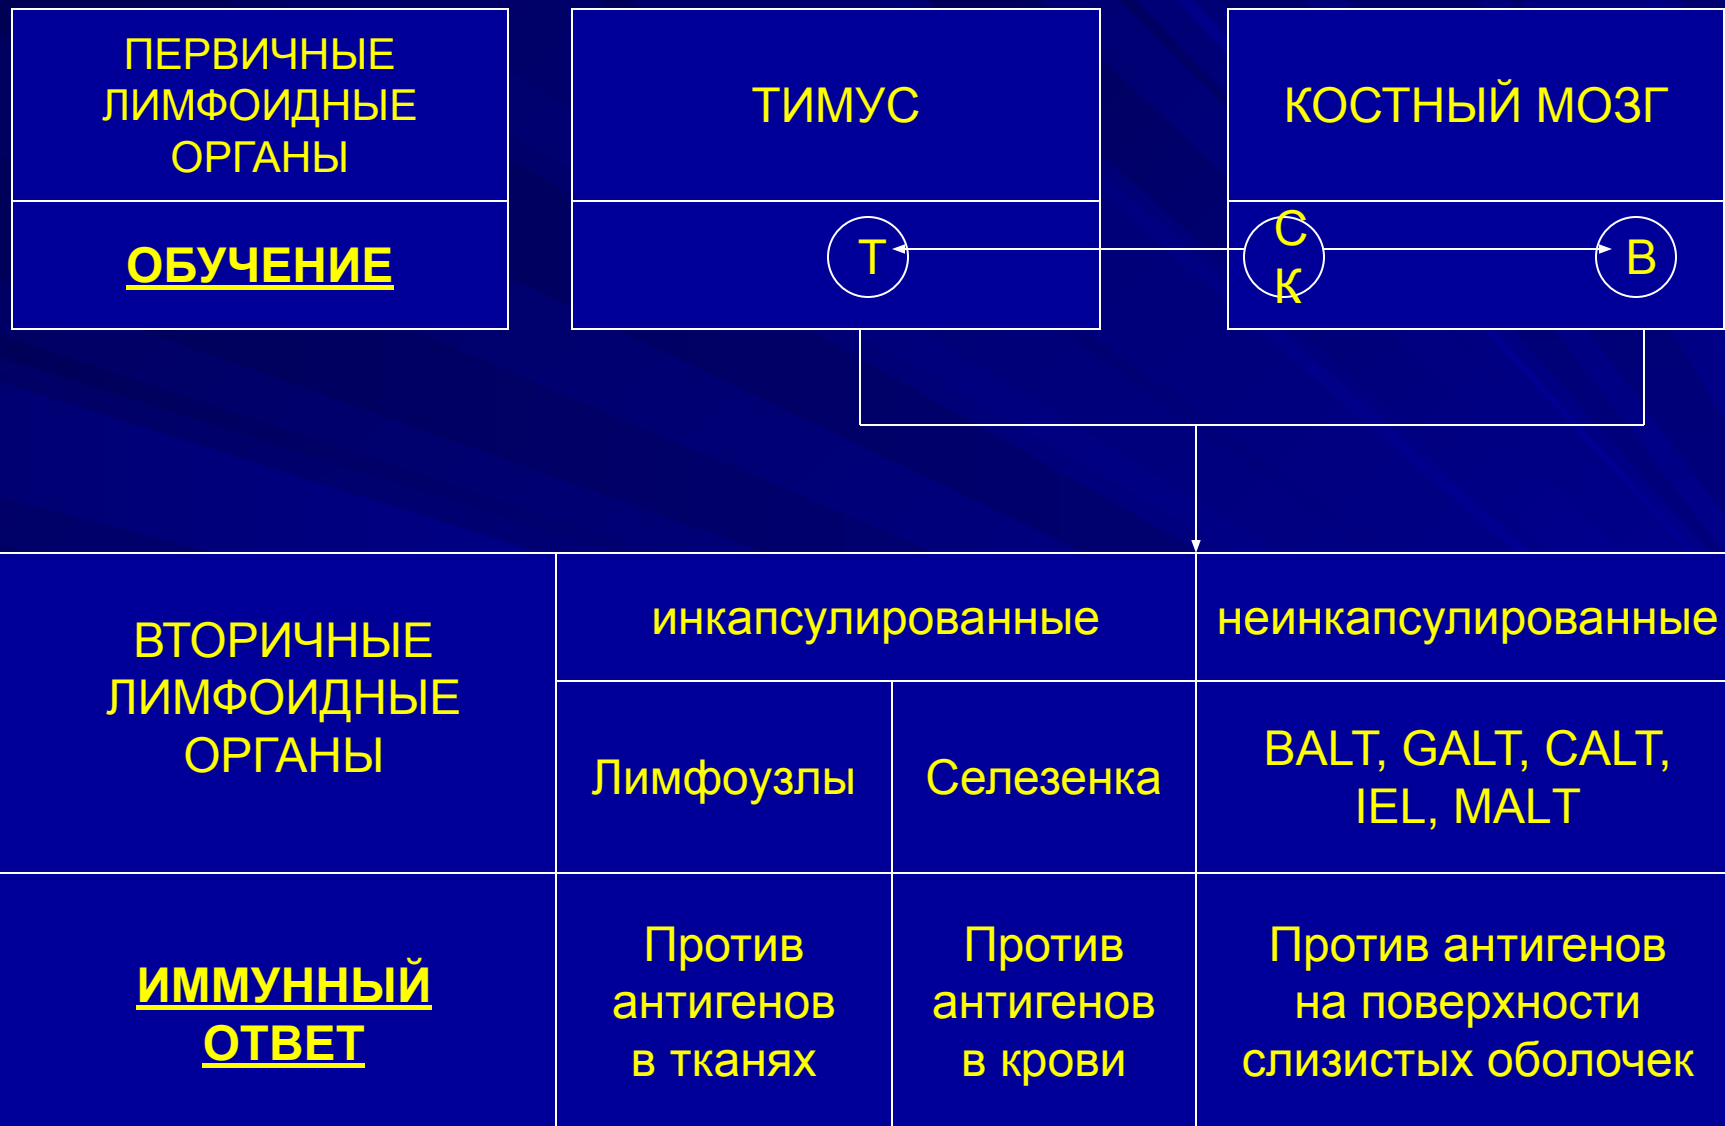 ПЕРВИЧНЫЕ
ЛИМФОИДНЫЕ
ОРГАНЫ
ТИМУС
КОСТНЫЙ МОЗГ
ОБУЧЕНИЕ
Т
С
К
В
ВТОРИЧНЫЕ
ЛИМФОИДНЫЕ
ОРГАНЫ
инкапсулированные
неинкапсулированные
Лимфоузлы
Селезенка
BALT, GALT, CALT,
IEL, MALT
ИММУННЫЙ
ОТВЕТ
Против
антигенов
в тканях
Против
антигенов
в крови
Против антигенов
на поверхности
слизистых оболочек